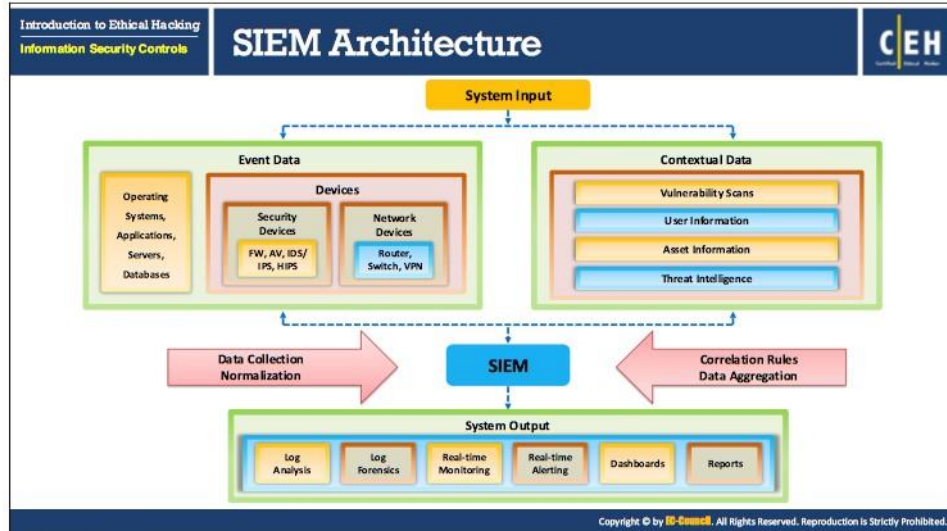 Introduction to Ethical Hacking
Information Security Controls
SIEM Architecture
C|EH
Certified Ethical Hacker
System Input
Event Data
Operating
Systems,
Applications,
Servers,
Databases
Devices
Security
Devices
FW, AV, IDS/
IPS, HIPS
Network
Devices
Router,
Switch, VPN
Contextual Data
Vulnerability Scans
User Information
Asset Information
Threat Intelligence
Data Collection
Normalization
SIEM
Correlation Rules
Data Aggregation
System Output
Log
Analysis
Log
Forensics
Real-time
Monitoring
Real-time
Alerting
Dashboards
Reports
Copyright © by EC-Council. All Rights Reserved. Reproduction is Strictly Prohibited.